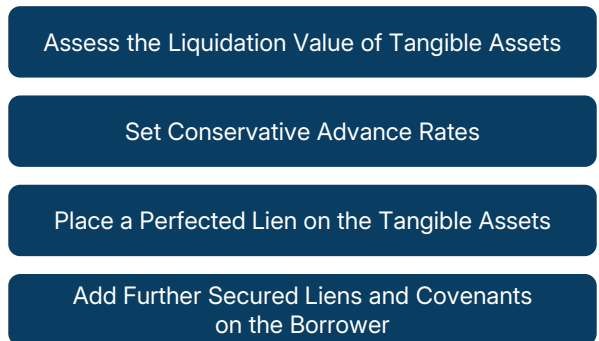 Assess the Liquidation Value of Tangible Assets
Set Conservative Advance Rates
Place a Perfected Lien on the Tangible Assets
Add Further Secured Liens and Covenants
on the Borrower